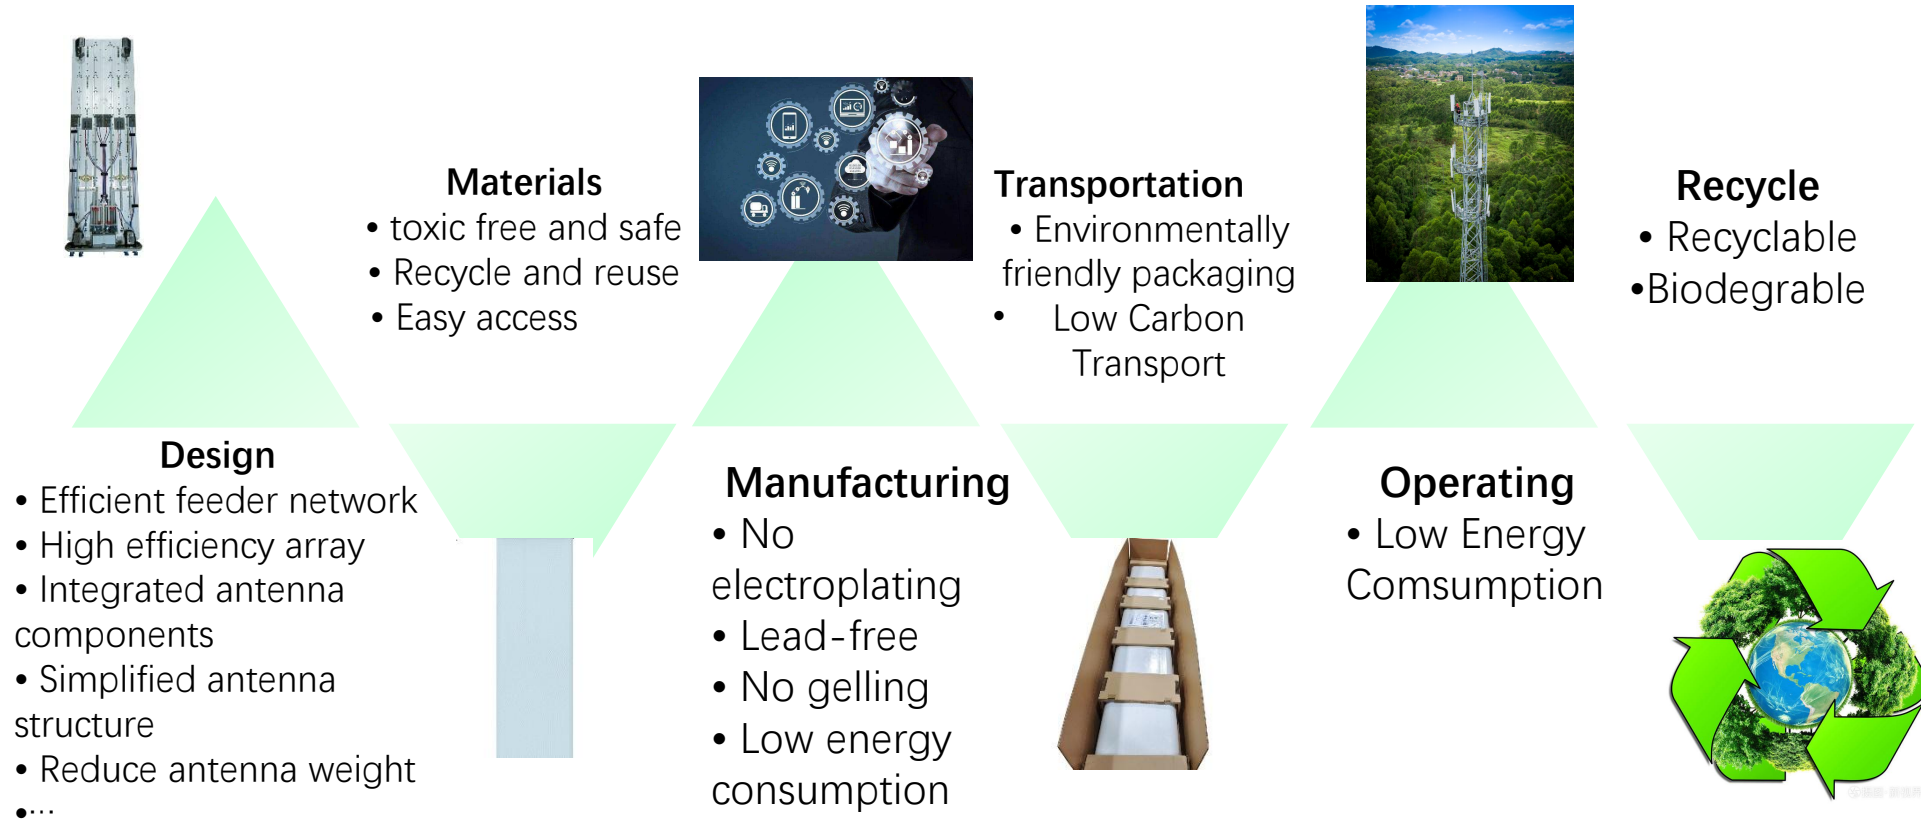 Design
• Efficient feeder network
• High efficiency array
• Integrated antenna
components
• Simplified antenna
structure
• Reduce antenna weight
•...
Materials
• toxic free and safe
• Recycle and reuse
• Easy access
Manufacturing
• No
electroplating
• Lead-free
• No gelling
• Low energy
consumption
Transportation
• Environmentally
friendly packaging
• Low Carbon
Transport
Operating
• Low Energy
Comsumption
Recycle
• Recyclable
•Biodegrable